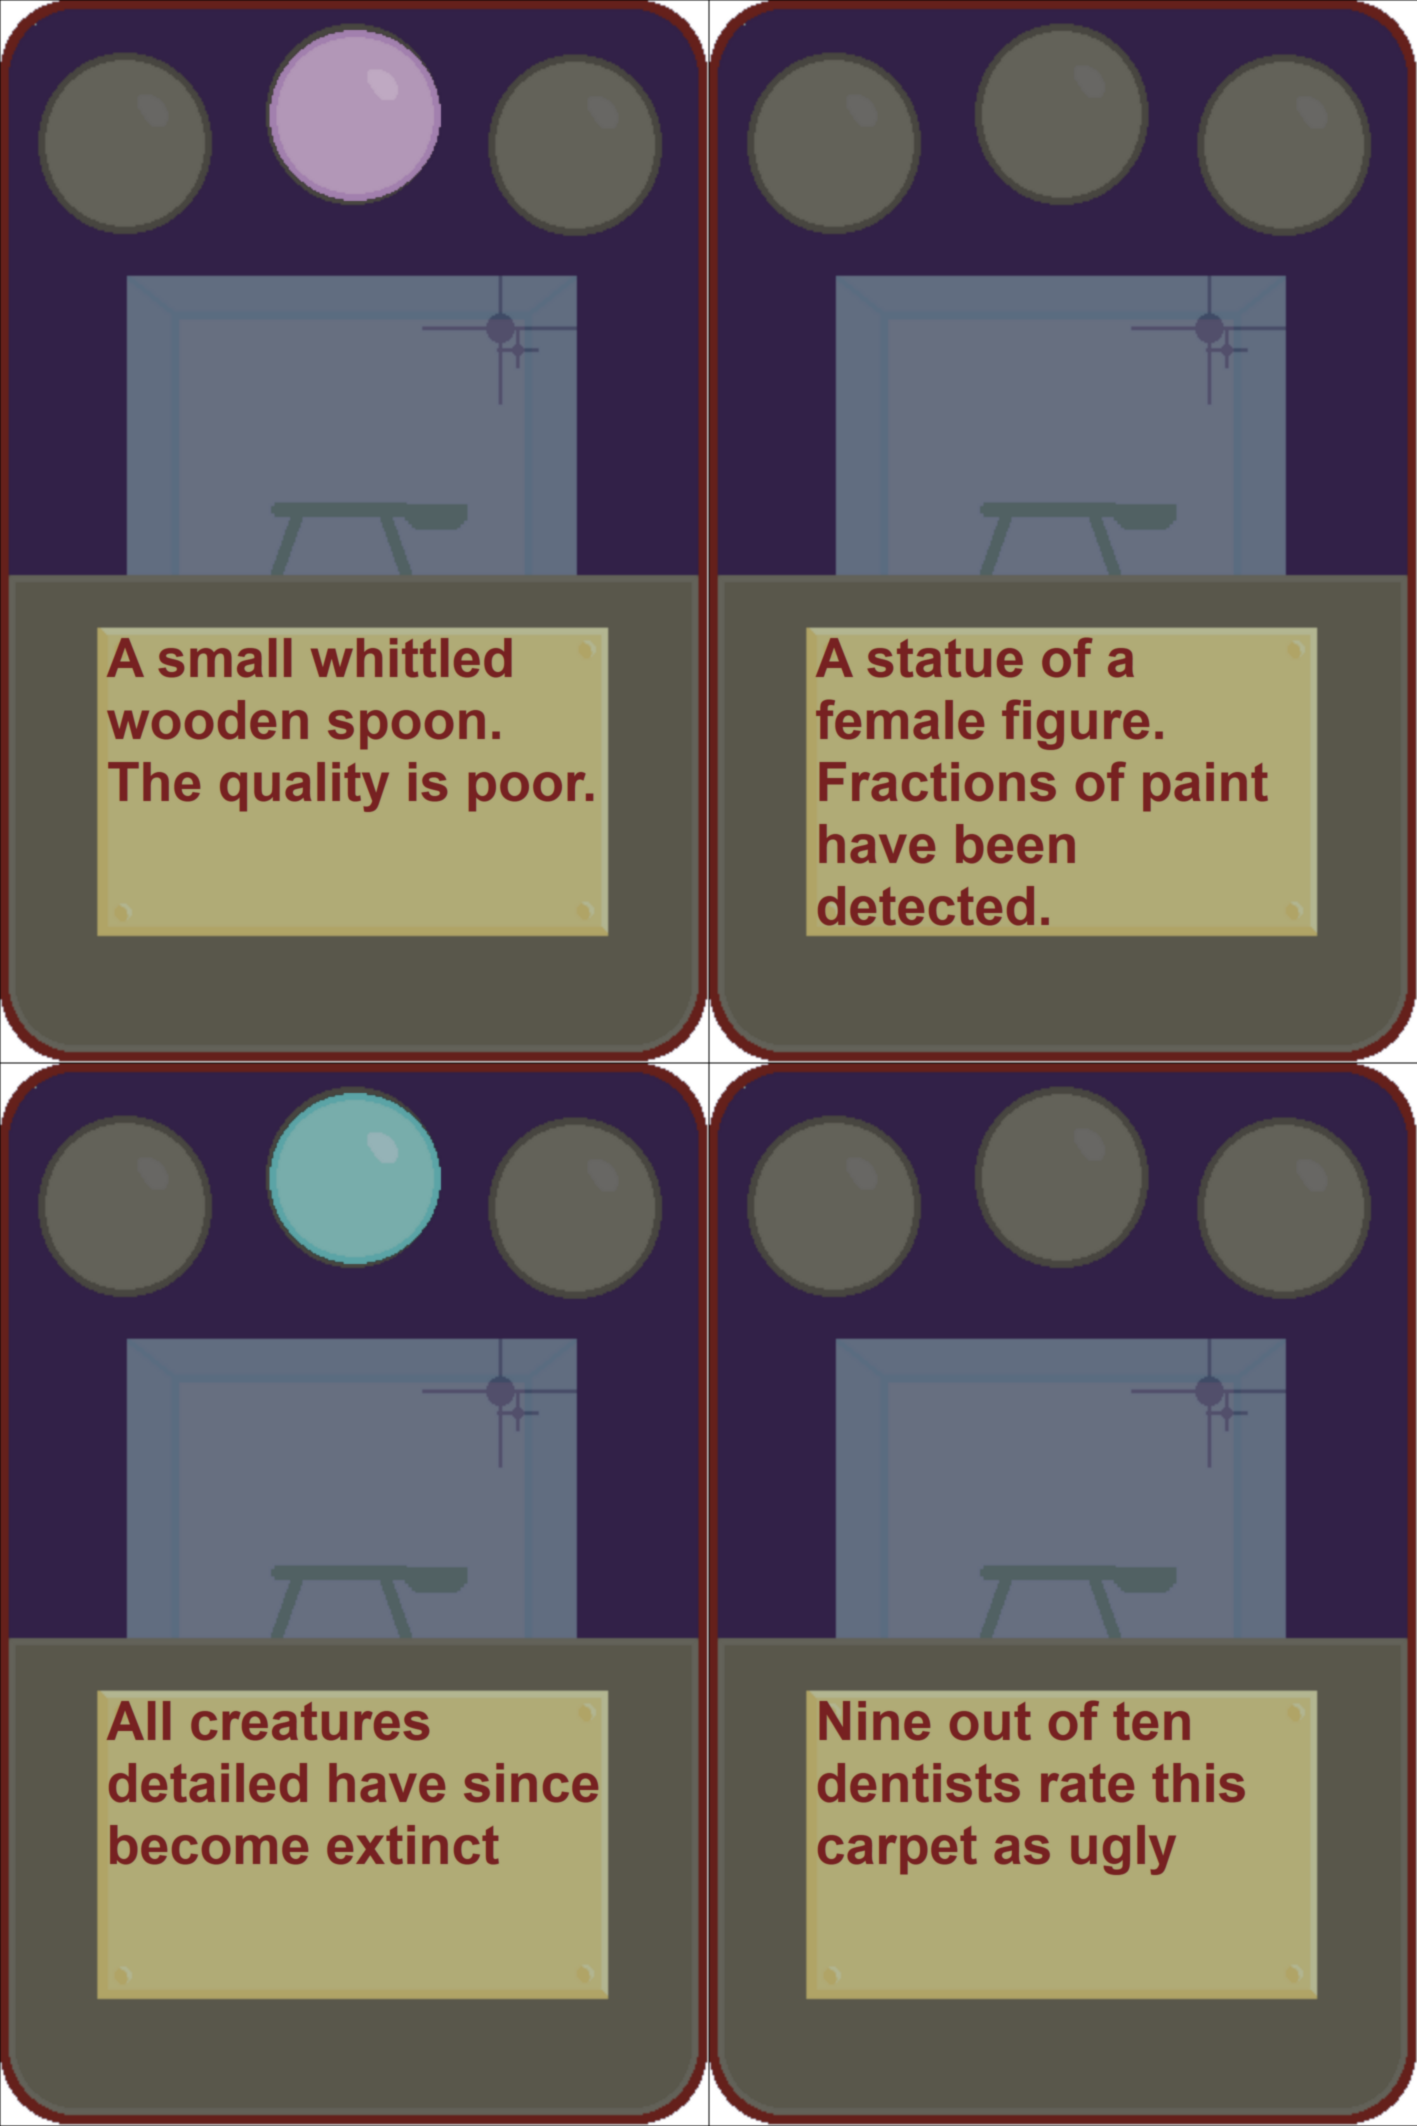 A small whittled
wooden spoon.
The quality is poor.
A statue of a
female figure.
Fractions of paint
have been
detected.
All creatures
detailed have since
become extinct
Nine out of ten
dentists rate this
carpet as ugly